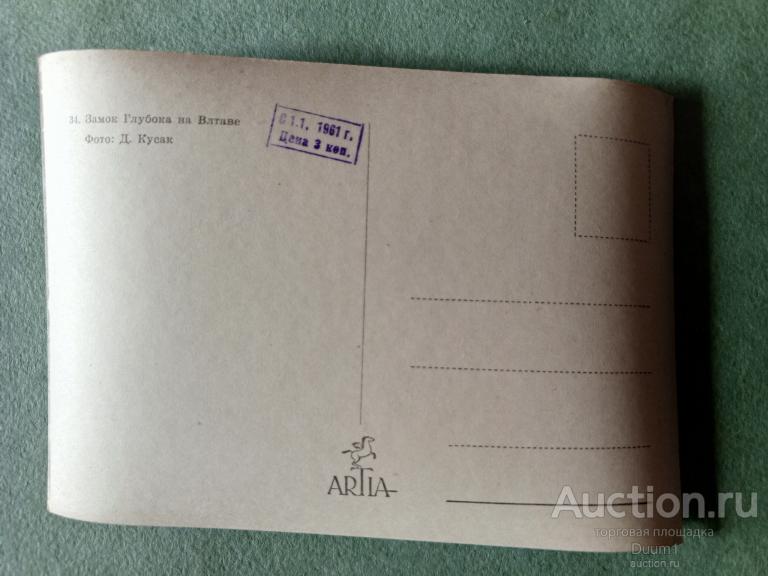 34. Замок Глубока на Влтаве
Фото: Д. Кусак
С 1.1. 1961 г.
Цена 3 коп.
ARTIA
Auction.ru
торговая площадка
Duum1
auction.ru